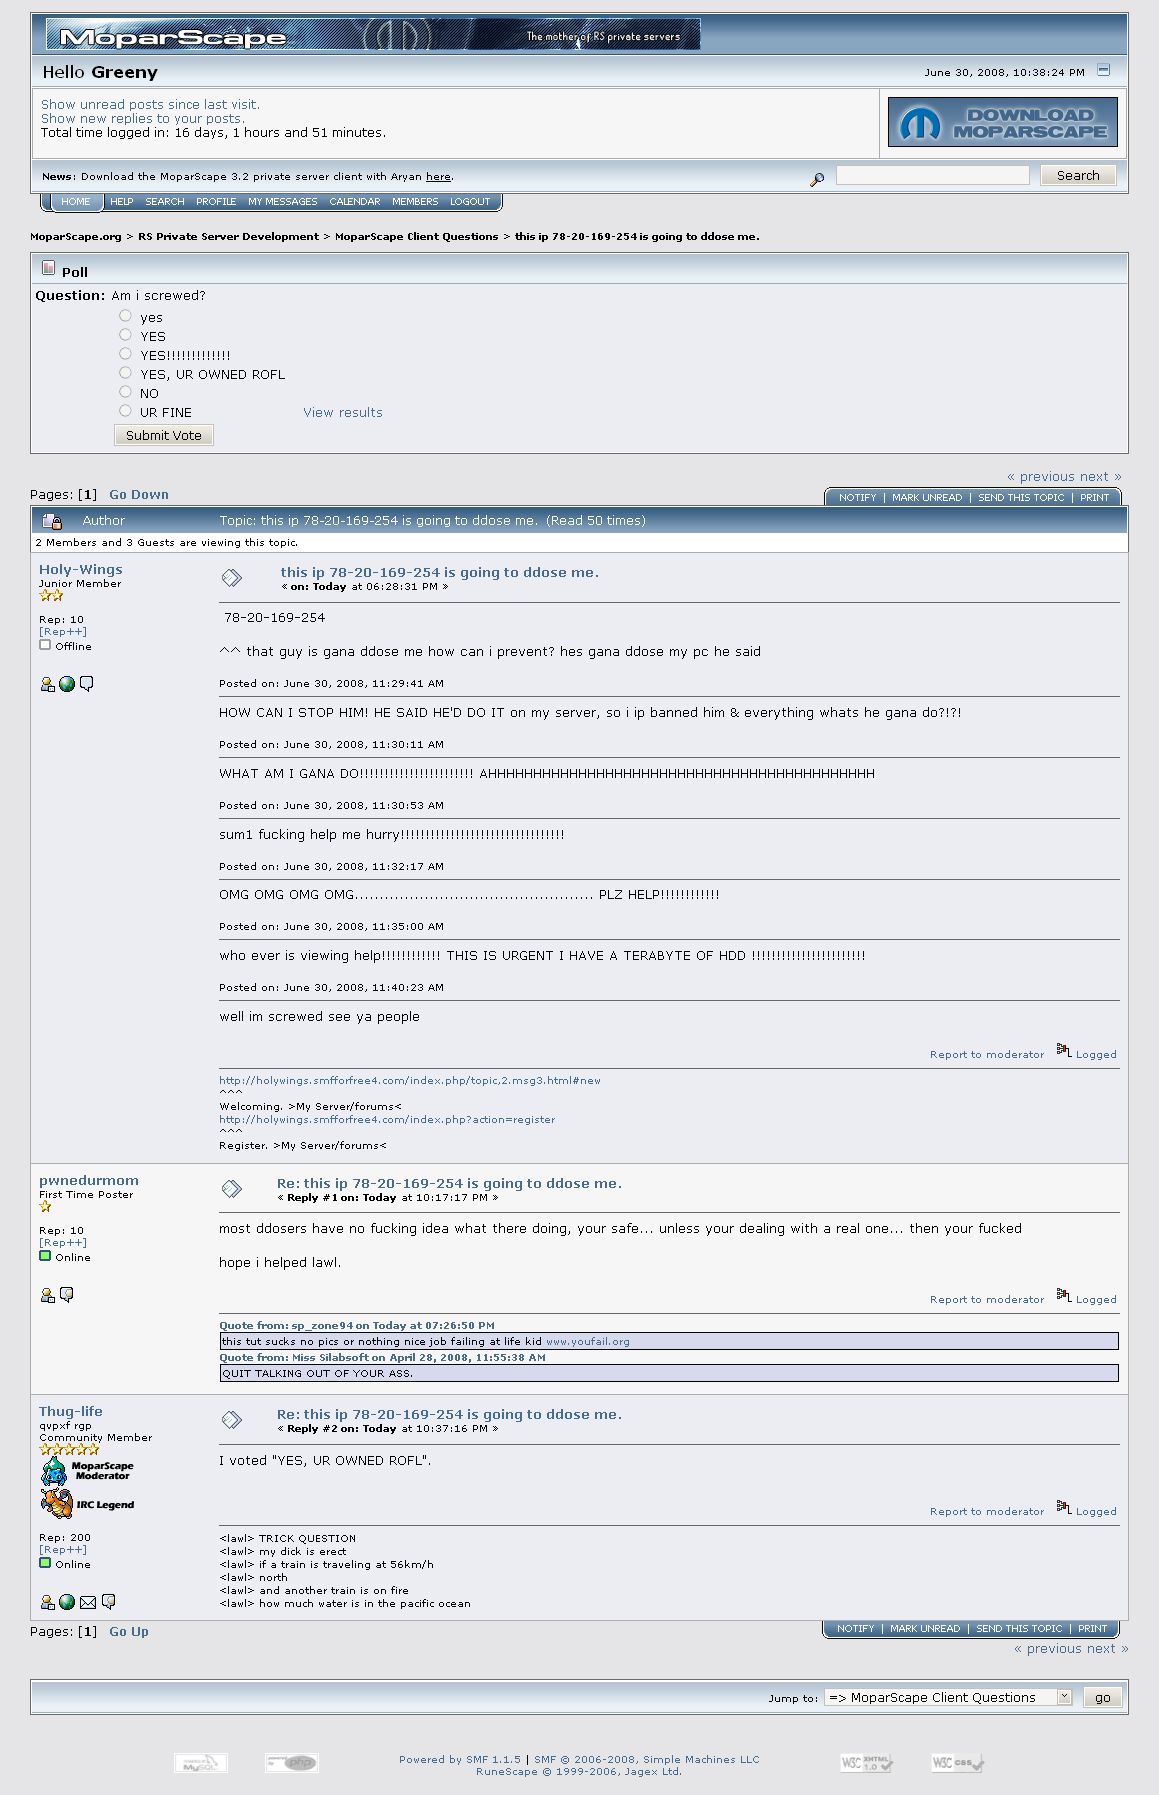 MoparScape
The mother of RS private servers
Hello Greeny
June 30, 2008, 10:38:24 PM
Show unread posts since last visit.
Show new replies to your posts.
Total time logged in: 16 days, 1 hours and 51 minutes.
DOWNLOAD
MOPARSCAPE
News: Download the MoparScape 3.2 private server client with Aryan here.
Search
HOME HELP SEARCH PROFILE MY MESSAGES CALENDAR MEMBERS LOGOUT
MoparScape.org > RS Private Server Development > MoparScape Client Questions > this ip 78-20-169-254 is going to ddose me.
Poll
Question: Am i screwed?
yes
YES
YES!!!!!!!!!!!!!
YES, UR OWNED ROFL
NO
UR FINE View results
Submit Vote
« previous next »
Pages: [1] Go Down
NOTIFY | MARK UNREAD | SEND THIS TOPIC | PRINT
Author Topic: this ip 78-20-169-254 is going to ddose me. (Read 50 times)
2 Members and 3 Guests are viewing this topic.
Holy-Wings
Junior Member
Rep: 10
[Rep++]
Offline
this ip 78-20-169-254 is going to ddose me.
« on: Today at 06:28:31 PM »
78-20-169-254
^^ that guy is gana ddose me how can i prevent? hes gana ddose my pc he said
Posted on: June 30, 2008, 11:29:41 AM
HOW CAN I STOP HIM! HE SAID HE'D DO IT on my server, so i ip banned him & everything whats he gana do?!?!
Posted on: June 30, 2008, 11:30:11 AM
WHAT AM I GANA DO!!!!!!!!!!!!!!!!!!!!!!! AHHHHHHHHHHHHHHHHHHHHHHHHHHHHHHHHHHHHHHHHHHH
Posted on: June 30, 2008, 11:30:53 AM
sum1 fucking help me hurry!!!!!!!!!!!!!!!!!!!!!!!!!!!!!!!!!
Posted on: June 30, 2008, 11:32:17 AM
OMG OMG OMG OMG................................................ PLZ HELP!!!!!!!!!!!!
Posted on: June 30, 2008, 11:35:00 AM
who ever is viewing help!!!!!!!!!!!! THIS IS URGENT I HAVE A TERABYTE OF HDD !!!!!!!!!!!!!!!!!!!!!!!
Posted on: June 30, 2008, 11:40:23 AM
well im screwed see ya people
Report to moderator Logged
http://holywings.smfforfree4.com/index.php/topic,2.msg3.html#new
^^^
Welcoming. >My Server/forums<
http://holywings.smfforfree4.com/index.php?action=register
^^^
Register. >My Server/forums<
pwnedurmom
First Time Poster
Rep: 10
[Rep++]
Online
Re: this ip 78-20-169-254 is going to ddose me.
« Reply #1 on: Today at 10:17:17 PM »
most ddosers have no fucking idea what there doing, your safe... unless your dealing with a real one... then your fucked
hope i helped lawl.
Report to moderator Logged
Quote from: sp_zone94 on Today at 07:26:50 PM
this tut sucks no pics or nothing nice job failing at life kid www.youfail.org
Quote from: Miss Silabsoft on April 28, 2008, 11:55:38 AM
QUIT TALKING OUT OF YOUR ASS.
Thug-life
qvpxf rgp
Community Member
MoparScape
Moderator
IRC Legend
Rep: 200
[Rep++]
Online
Re: this ip 78-20-169-254 is going to ddose me.
« Reply #2 on: Today at 10:37:16 PM »
I voted "YES, UR OWNED ROFL".
Report to moderator Logged
<lawl> TRICK QUESTION
<lawl> my dick is erect
<lawl> if a train is traveling at 56km/h
<lawl> north
<lawl> and another train is on fire
<lawl> how much water is in the pacific ocean
Pages: [1] Go Up
NOTIFY | MARK UNREAD | SEND THIS TOPIC | PRINT
« previous next »
Jump to: => MoparScape Client Questions go
MySQL
php
Powered by SMF 1.1.5 | SMF © 2006-2008, Simple Machines LLC
RuneScape © 1999-2006, Jagex Ltd.
W3C XHTML 1.0
W3C css